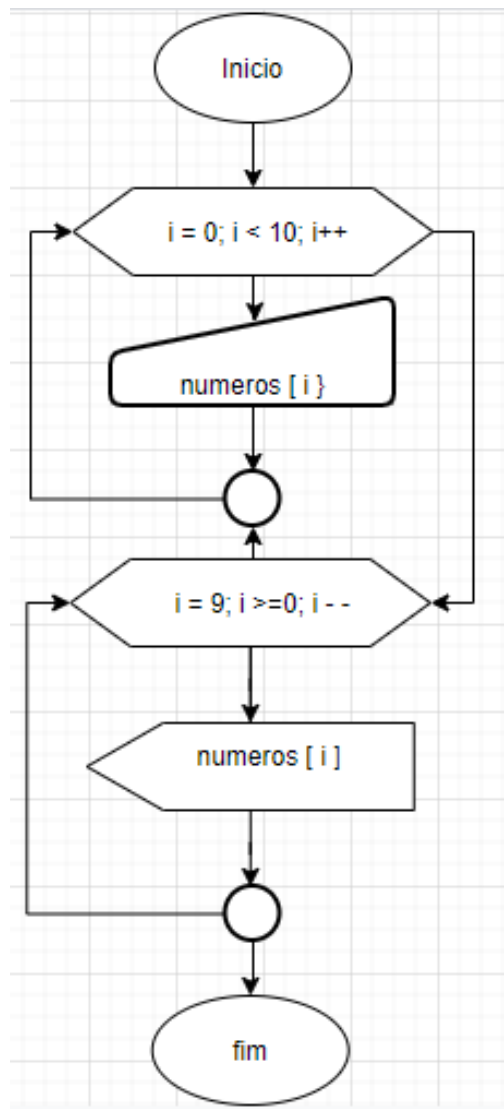 Inicio
i = 0; i < 10; i++
numeros [ i }
i = 9; i >=0; i - -
numeros [ i ]
fim